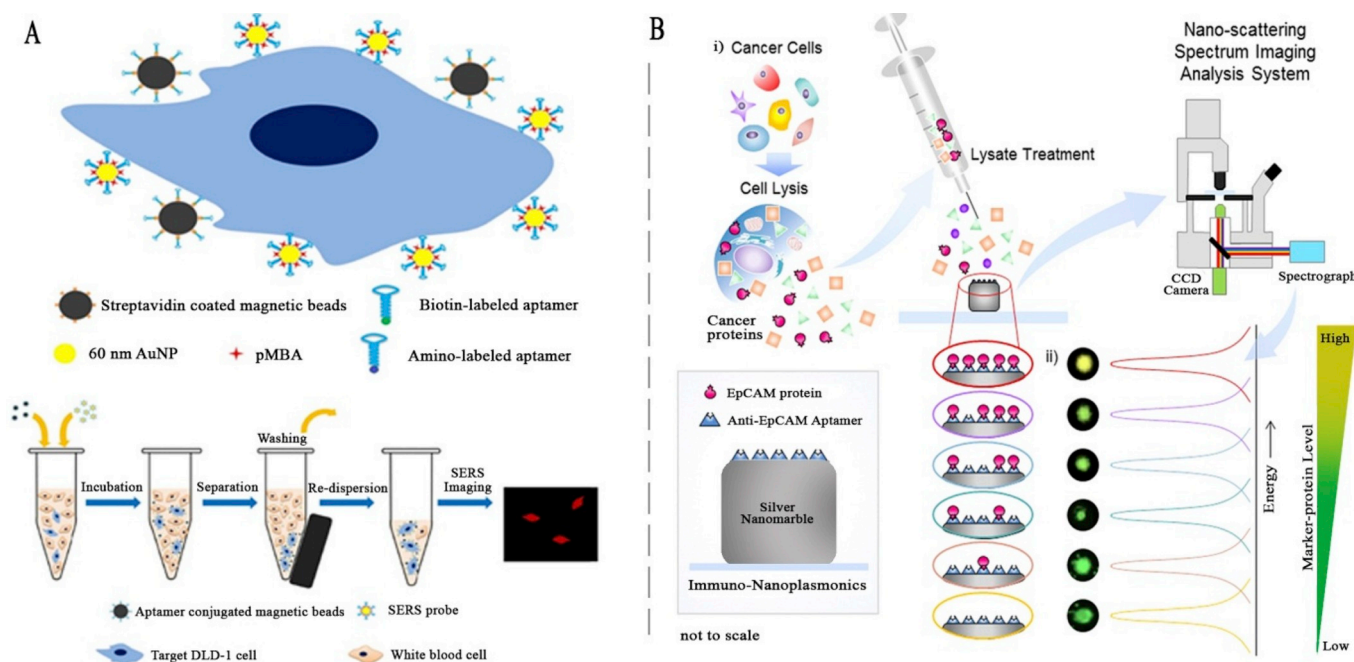 A
Streptavidin coated magnetic beads
Biotin-labeled aptamer
60 nm AuNP
pMBA
Amino-labeled aptamer
Washing
Incubation
Separation
Re-dispersion
SERS
Imaging
Aptamer conjugated magnetic beads
SERS probe
Target DLD-1 cell
White blood cell
B
i) Cancer Cells
Cell Lysis
Cancer
proteins
Lysate Treatment
Nano-scattering
Spectrum Imaging
Analysis System
CCD
Camera
Spectrograph
EpCAM protein
Anti-EpCAM Aptamer
Silver
Nanomarble
Immuno-Nanoplasmonics
not to scale
ii)
Energy
Marker-protein Level
High
Low